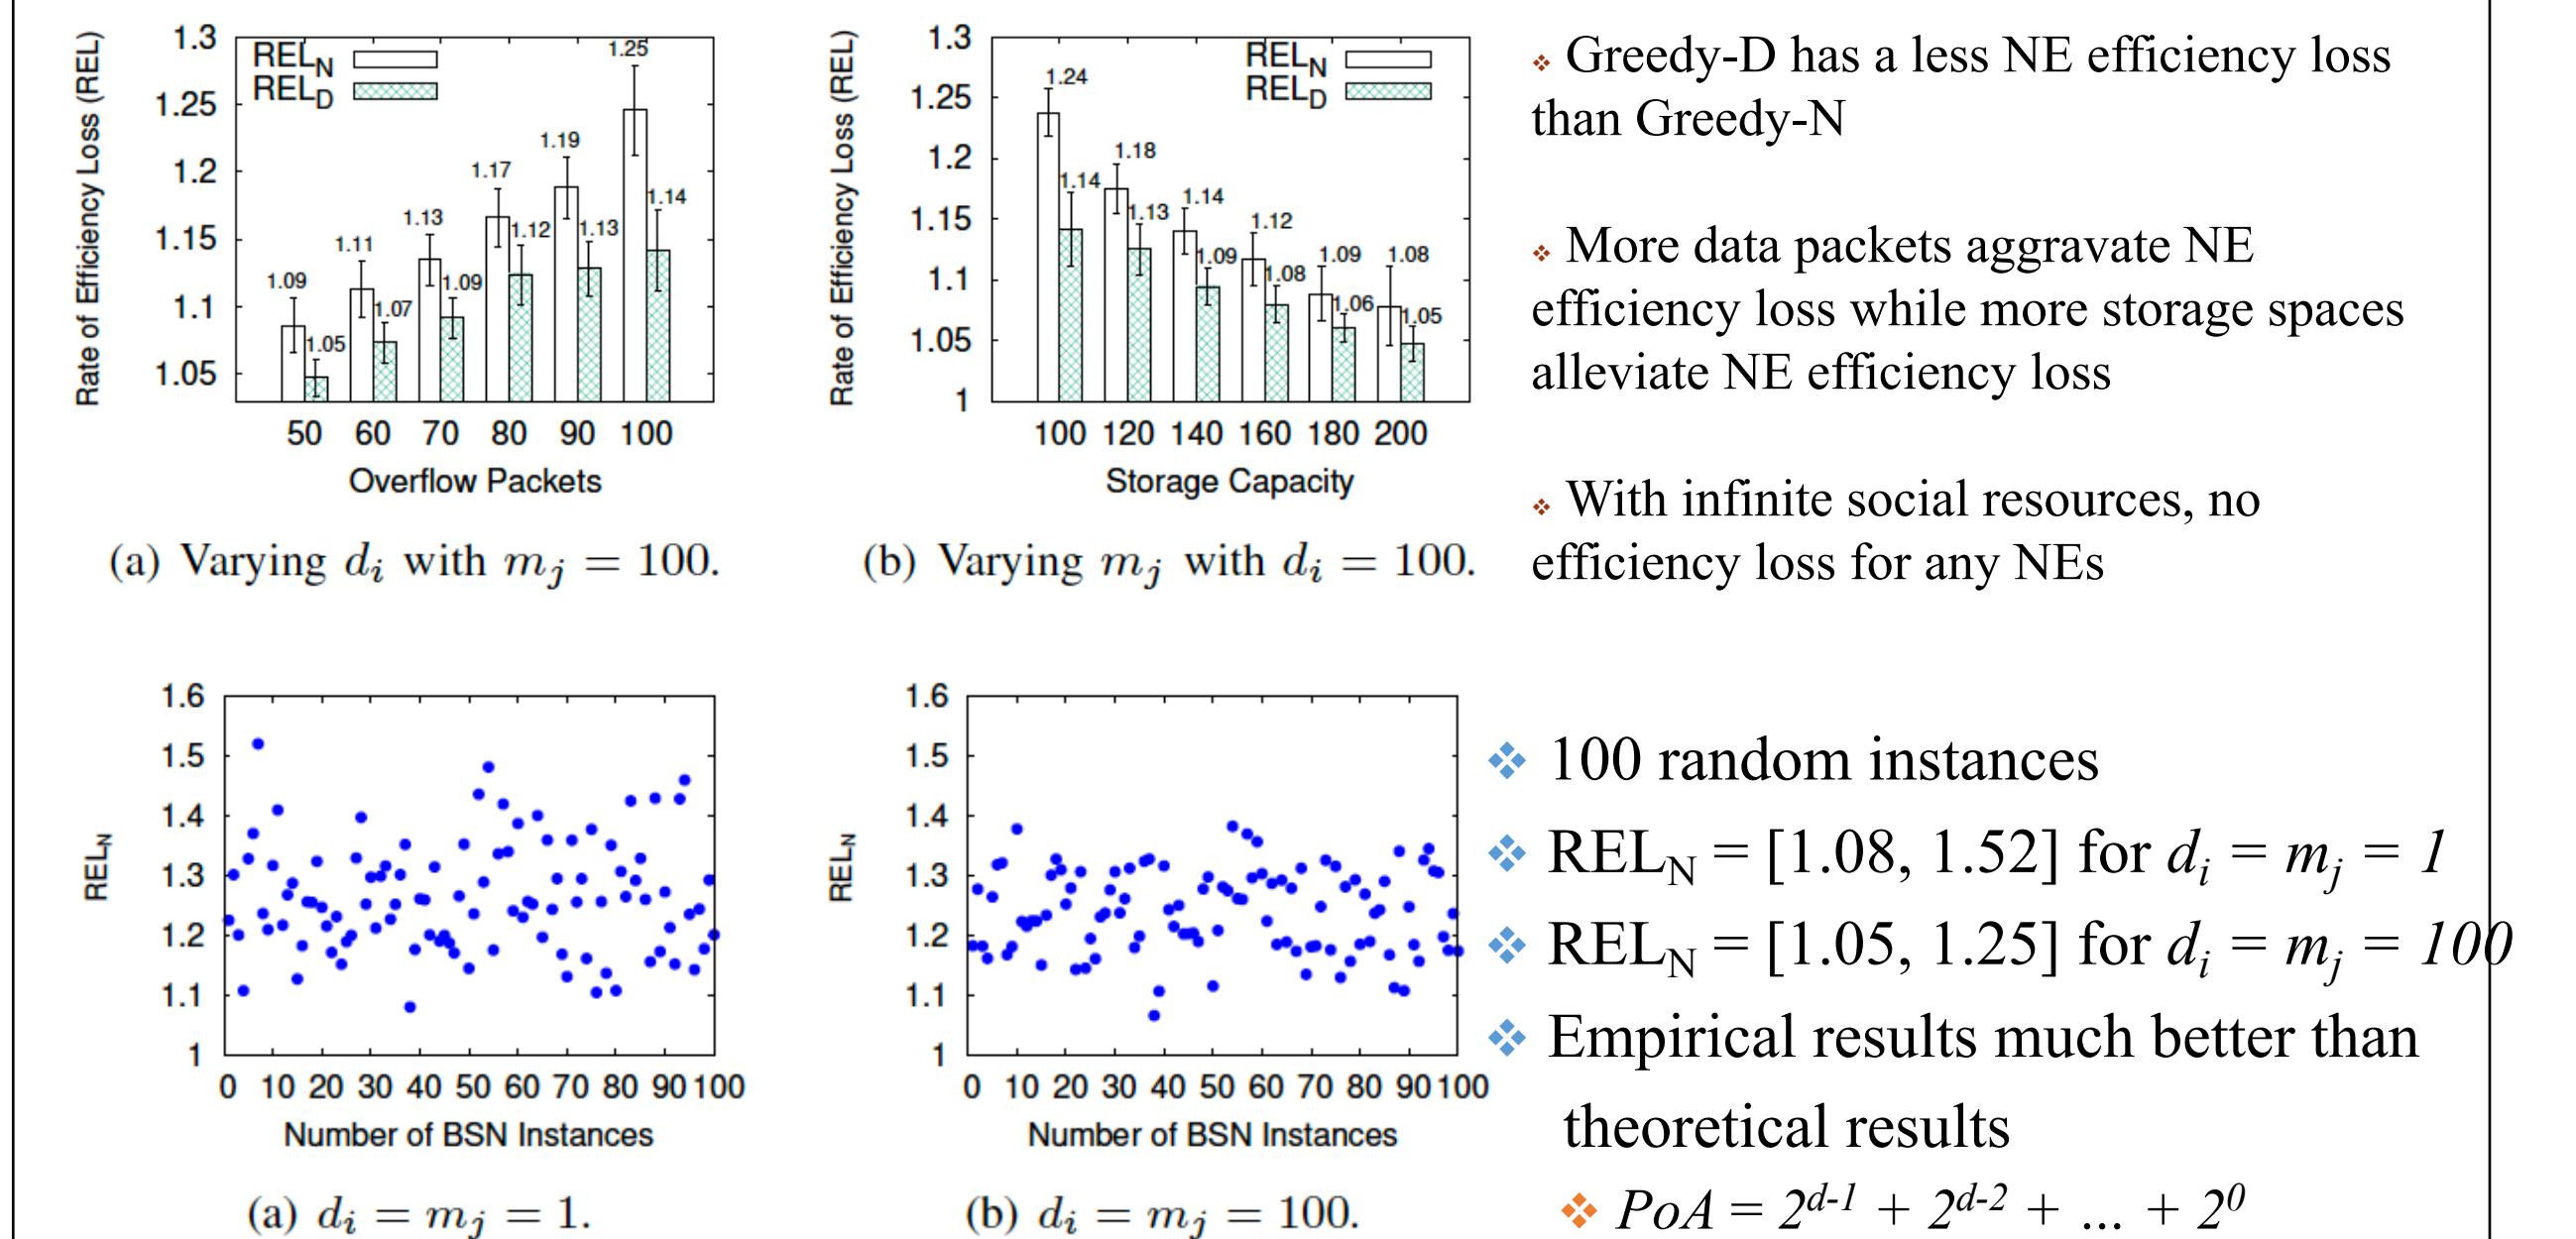 1.3
1.25
1.2
1.15
1.1
1.05
Rate of Efficiency Loss (REL)
REL_N
REL_D
1.09
1.05
1.11
1.07
1.13
1.09
1.17
1.12
1.19
1.13
1.25
1.14
50 60 70 80 90 100
Overflow Packets
(a) Varying d_i with m_j = 100.
1.3
1.25
1.2
1.15
1.1
1.05
1
Rate of Efficiency Loss (REL)
REL_N
REL_D
1.24
1.14
1.18
1.13
1.14
1.09
1.12
1.08
1.09
1.06
1.08
1.05
100 120 140 160 180 200
Storage Capacity
(b) Varying m_j with d_i = 100.
❖ Greedy-D has a less NE efficiency loss
than Greedy-N
❖ More data packets aggravate NE
efficiency loss while more storage spaces
alleviate NE efficiency loss
❖ With infinite social resources, no
efficiency loss for any NEs
1.6
1.5
1.4
1.3
1.2
1.1
1
REL_N
0 10 20 30 40 50 60 70 80 90 100
Number of BSN Instances
(a) d_i = m_j = 1.
1.6
1.5
1.4
1.3
1.2
1.1
1
REL_N
0 10 20 30 40 50 60 70 80 90 100
Number of BSN Instances
(b) d_i = m_j = 100.
❖ 100 random instances
❖ REL_N = [1.08, 1.52] for d_i = m_j = 1
❖ REL_N = [1.05, 1.25] for d_i = m_j = 100
❖ Empirical results much better than
theoretical results
❖ PoA = 2^{d-1} + 2^{d-2} + ... + 2^0